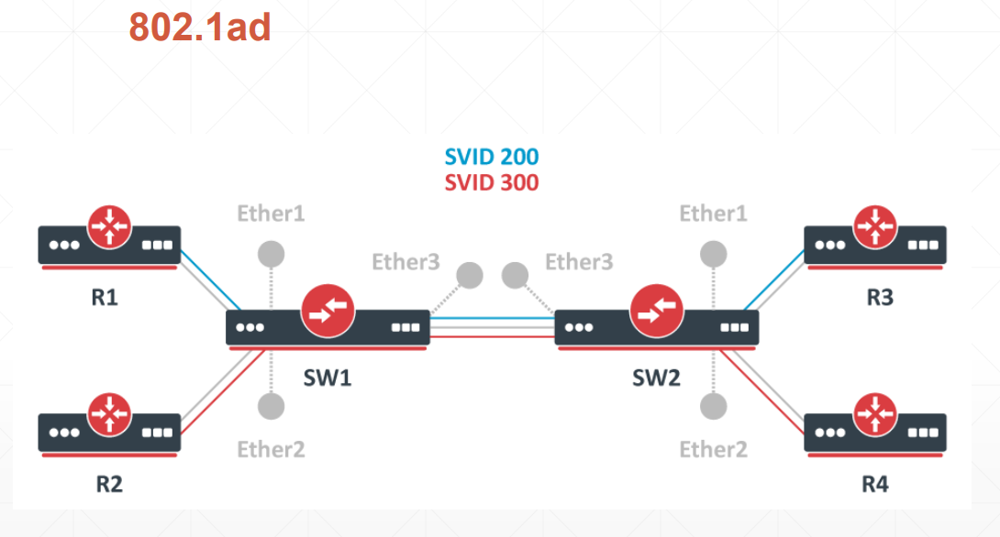 802.1ad
SVID 200
SVID 300
Ether1
Ether1
Ether3
Ether3
R1
R3
SW1
SW2
Ether2
Ether2
R2
R4